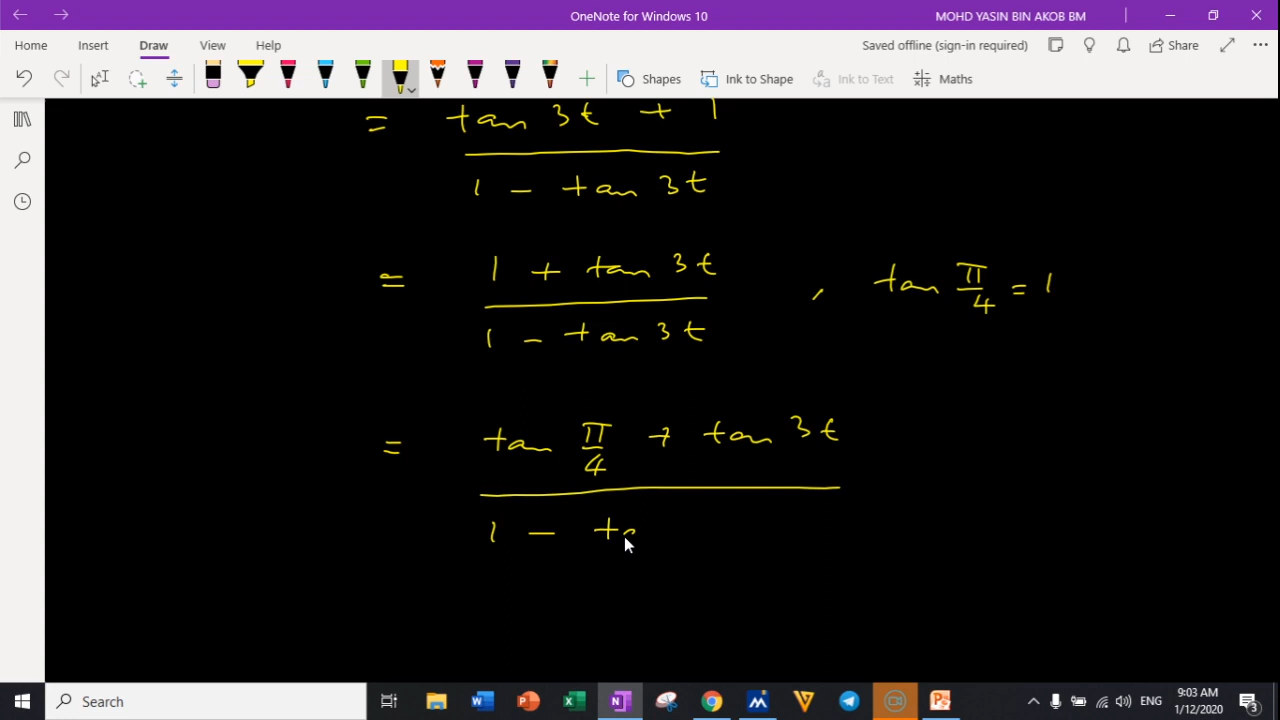 OneNote for Windows 10
MOHD YASIN BIN AKOB BM
Home Insert Draw View Help
Saved offline (sign-in required)
Share
Shapes
Ink to Shape
Ink to Text
Maths
= tan 3t + 1
1 - tan 3t
= 1 + tan 3t
1 - tan 3t
, tan π/4 = 1
= tan π/4 + tan 3t
1 - ta
Search
ENG
9:03 AM
1/12/2020
3